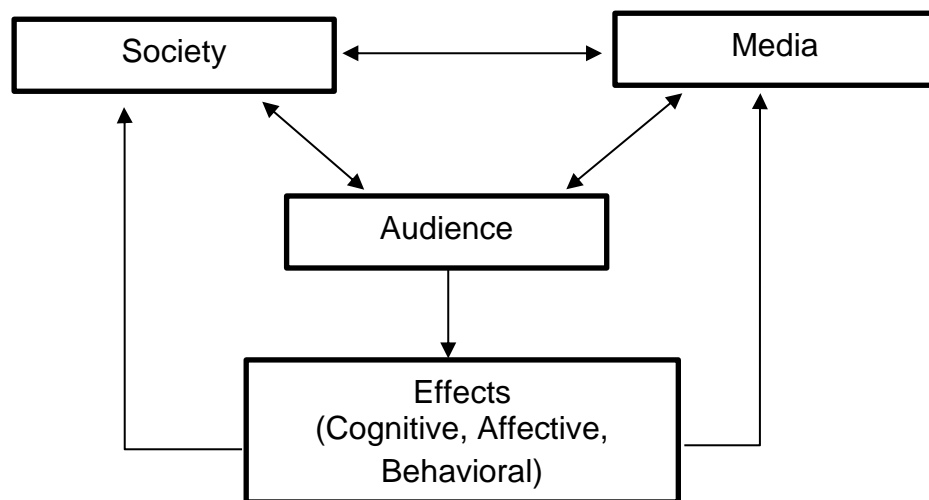 Society
Media
Audience
Effects
(Cognitive, Affective,
Behavioral)